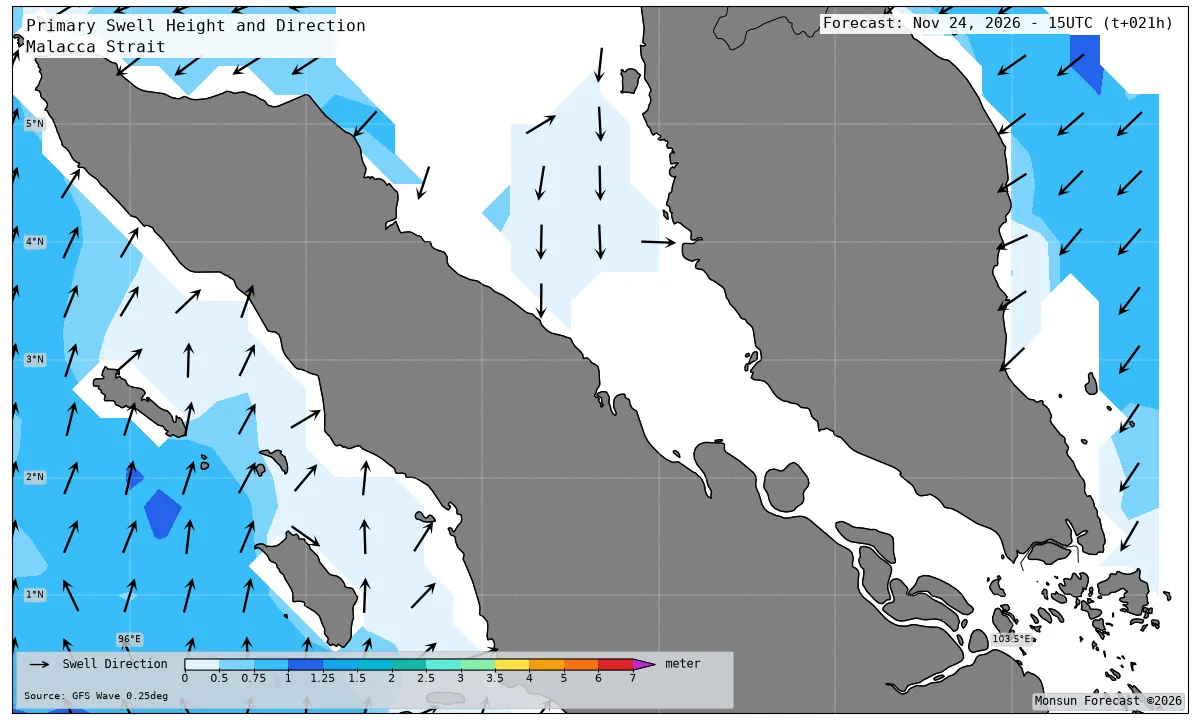 Primary Swell Height and Direction
Malacca Strait
Forecast: Nov 24, 2026 - 15UTC (t+021h)
5°N
4°N
3°N
2°N
1°N
96°E
103.5°E
Swell Direction
0 0.5 0.75 1 1.25 1.5 2 2.5 3 3.5 4 5 6 7
meter
Source: GFS Wave 0.25deg
Monsun Forecast ©2026